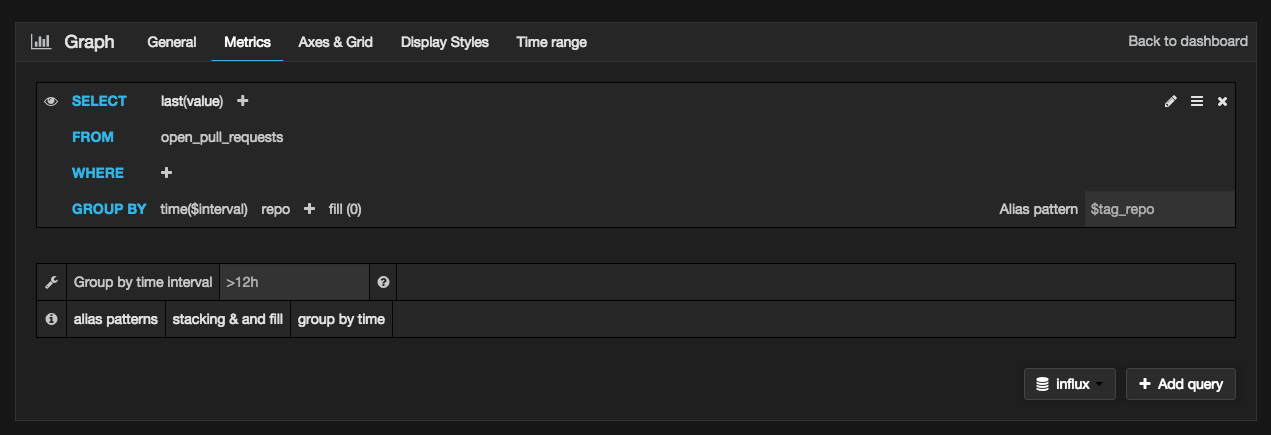 Graph General Metrics Axes & Grid Display Styles Time range Back to dashboard
SELECT last(value)
FROM open_pull_requests
WHERE
GROUP BY time($interval) repo fill (0) Alias pattern $tag_repo
Group by time interval >12h
alias patterns stacking & and fill group by time
influx Add query